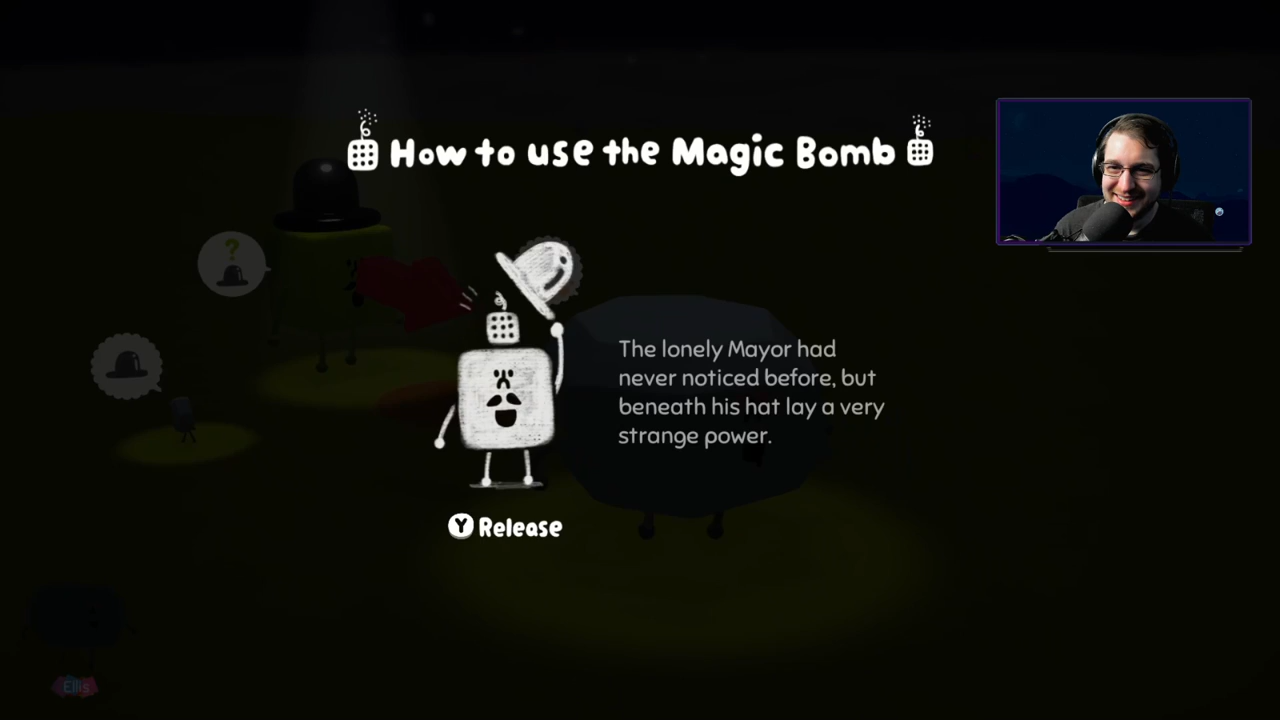 How to use the Magic Bomb
?
The lonely Mayor had
never noticed before, but
beneath his hat lay a very
strange power.
Y Release
Ellis